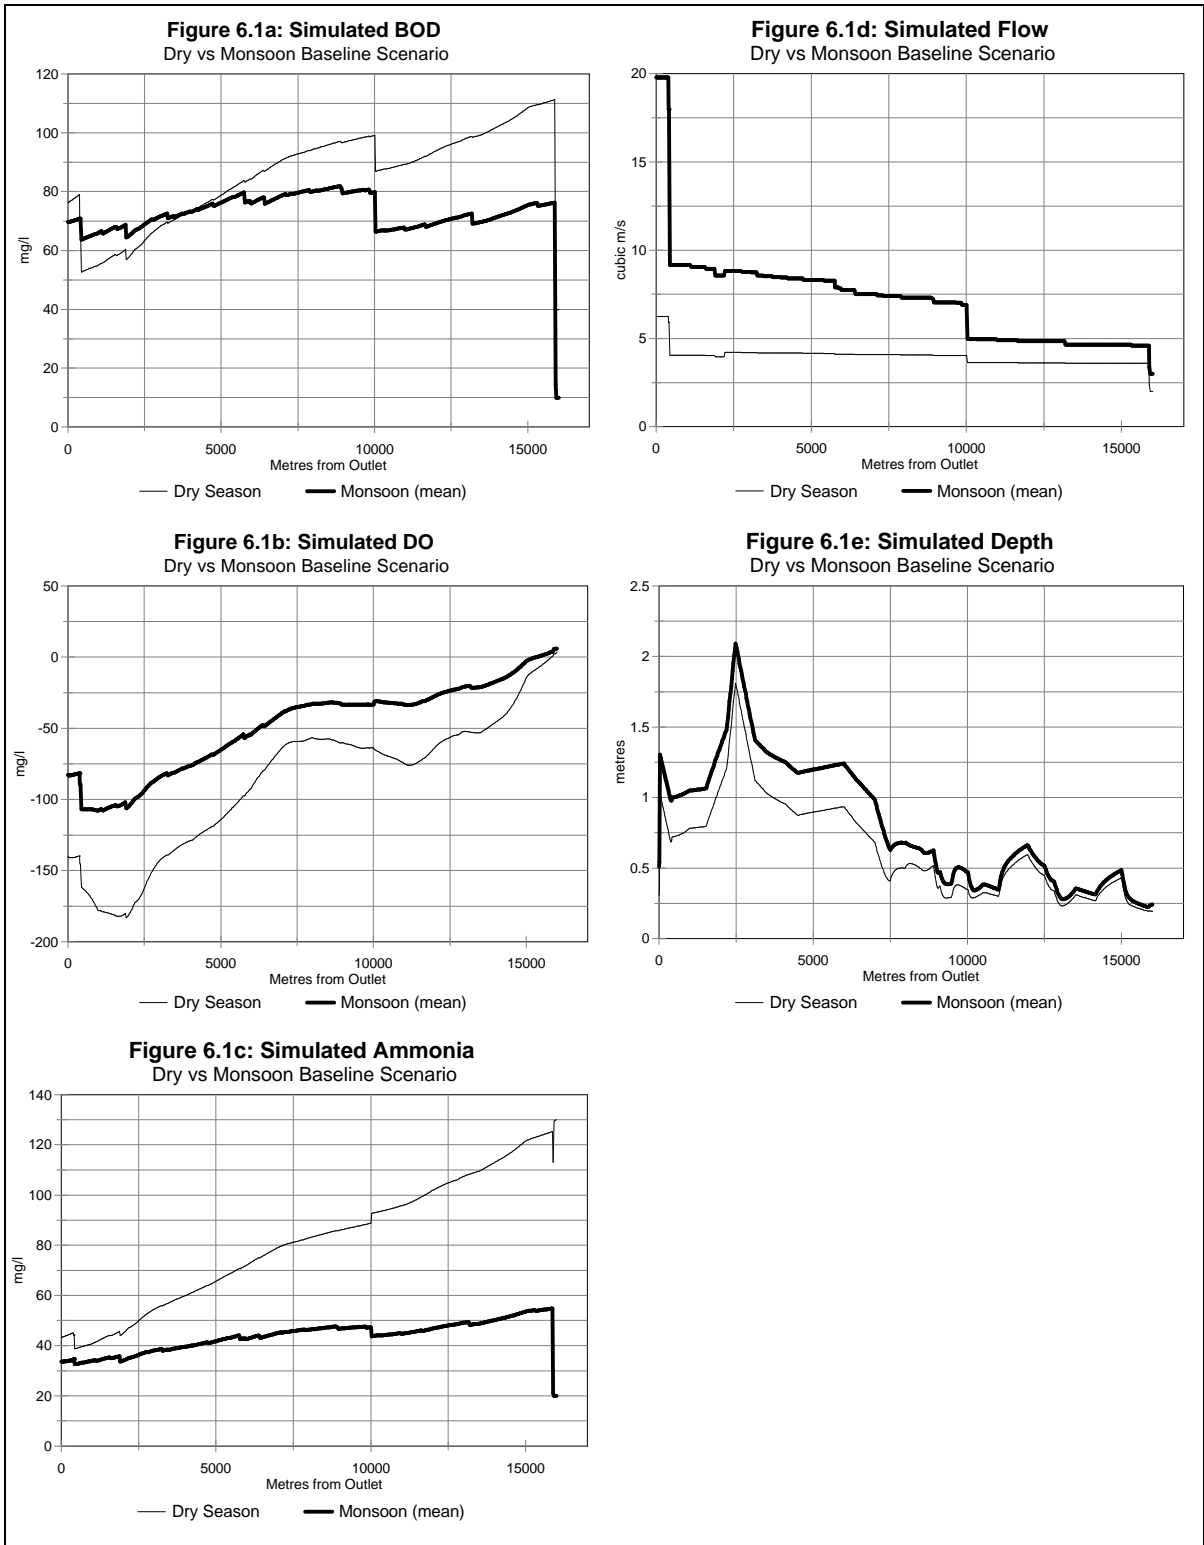 Figure 6.1a: Simulated BOD
Dry vs Monsoon Baseline Scenario
120
100
80
60
40
20
0
mg/l
0 5000 10000 15000
Metres from Outlet
Dry Season Monsoon (mean)
Figure 6.1d: Simulated Flow
Dry vs Monsoon Baseline Scenario
20
15
10
5
0
cubic m/s
0 5000 10000 15000
Metres from Outlet
Dry Season Monsoon (mean)
Figure 6.1b: Simulated DO
Dry vs Monsoon Baseline Scenario
50
0
-50
-100
-150
-200
mg/l
0 5000 10000 15000
Metres from Outlet
Dry Season Monsoon (mean)
Figure 6.1e: Simulated Depth
Dry vs Monsoon Baseline Scenario
2.5
2
1.5
1
0.5
0
metres
0 5000 10000 15000
Metres from Outlet
Dry Season Monsoon (mean)
Figure 6.1c: Simulated Ammonia
Dry vs Monsoon Baseline Scenario
140
120
100
80
60
40
20
0
mg/l
0 5000 10000 15000
Metres from Outlet
Dry Season Monsoon (mean)